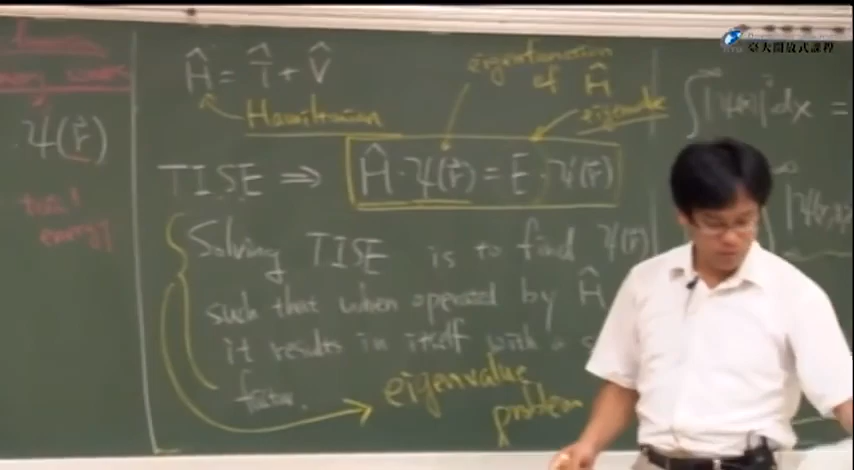 ψ(r⃗)
total
energy
Ĥ = T̂ + V̂
Hamiltonian
eigenfunction
of Ĥ
eigenvalue
TISE ⇒ Ĥ·ψ(r⃗) = E·ψ(r⃗)
Solving TISE is to find ψ(r⃗)
such that when operated by Ĥ
it results in itself with a
factor.
eigenvalue
problem
dx =
臺大開放式課程